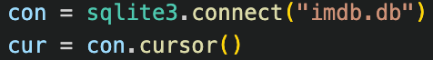 con = sqlite3.connect("imdb.db")
cur = con.cursor()